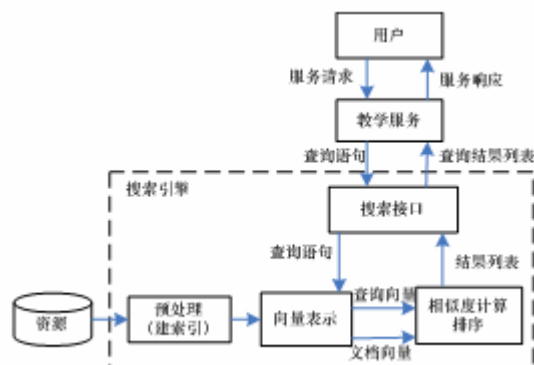 用户
服务请求
服务响应
教学服务
查询语句
查询结果列表
搜索引擎
搜索接口
查询语句
结果列表
资源
预处理
(建索引)
向量表示
查询向量
文档向量
相似度计算
排序